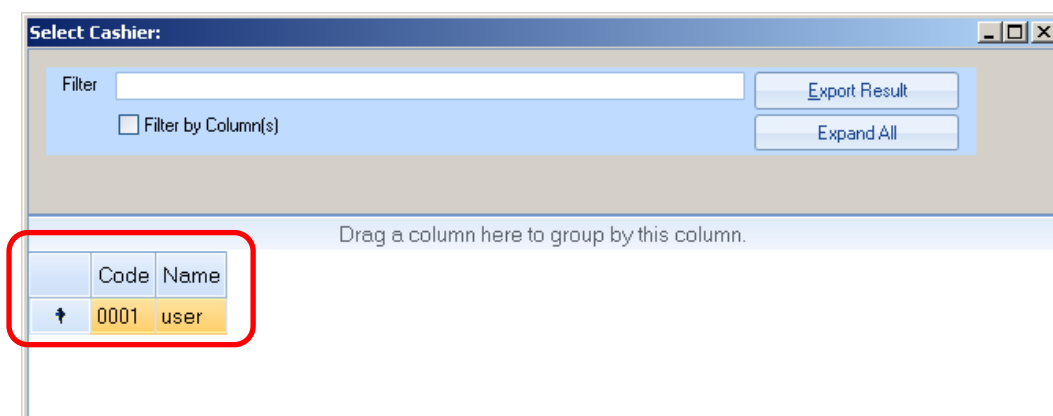 Select Cashier:
Filter
Export Result
Filter by Column(s)
Expand All
Drag a column here to group by this column.
Code Name
0001 user